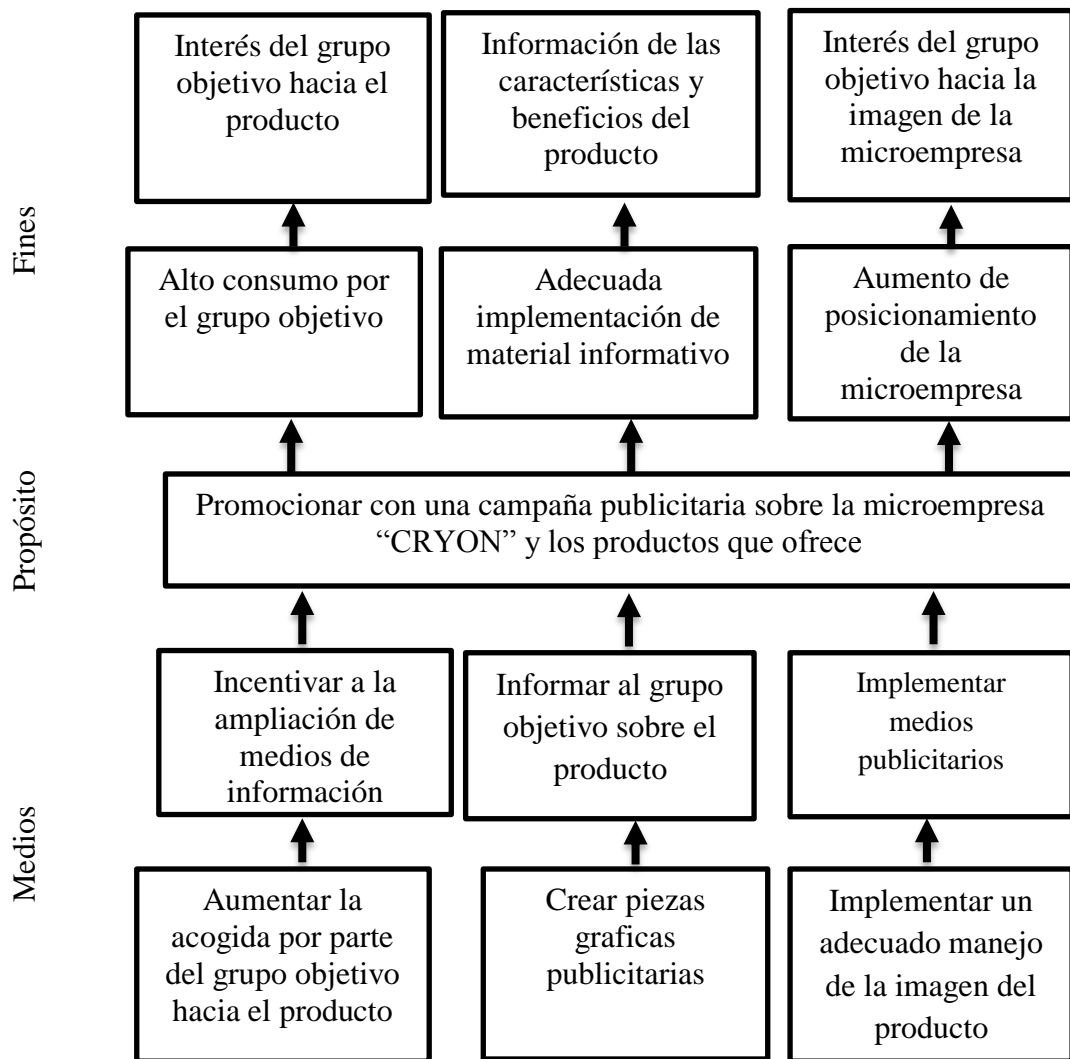 Interés del grupo
objetivo hacia el
producto
Información de las
características y
beneficios del
producto
Interés del grupo
objetivo hacia la
imagen de la
microempresa
Fines
Alto consumo por
el grupo objetivo
Adecuada
implementación de
material informativo
Aumento de
posicionamiento
de la
microempresa
Propósito
Promocionar con una campaña publicitaria sobre la microempresa
“CRYON” y los productos que ofrece
Incentivar a la
ampliación de
medios de
información
Informar al grupo
objetivo sobre el
producto
Implementar
medios
publicitarios
Medios
Aumentar la
acogida por parte
del grupo objetivo
hacia el producto
Crear piezas
graficas
publicitarias
Implementar un
adecuado manejo
de la imagen del
producto